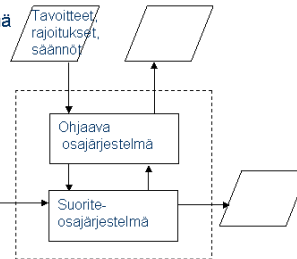 Tavoitteet,
rajoitukset,
säännöt
Ohjaava
osajärjestelmä
Suorite-
osajärjestelmä